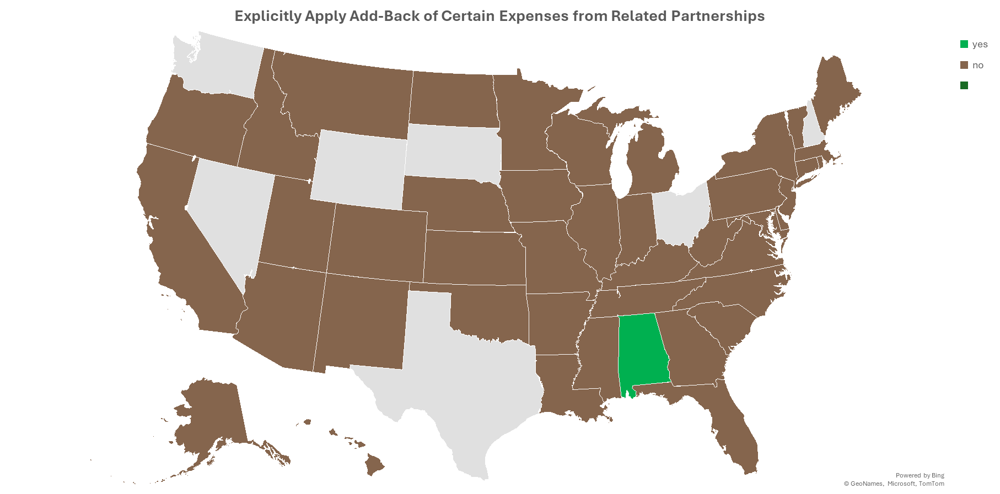 Explicitly Apply Add-Back of Certain Expenses from Related Partnerships
yes
no
Powered by Bing
© GeoNames, Microsoft, TomTom